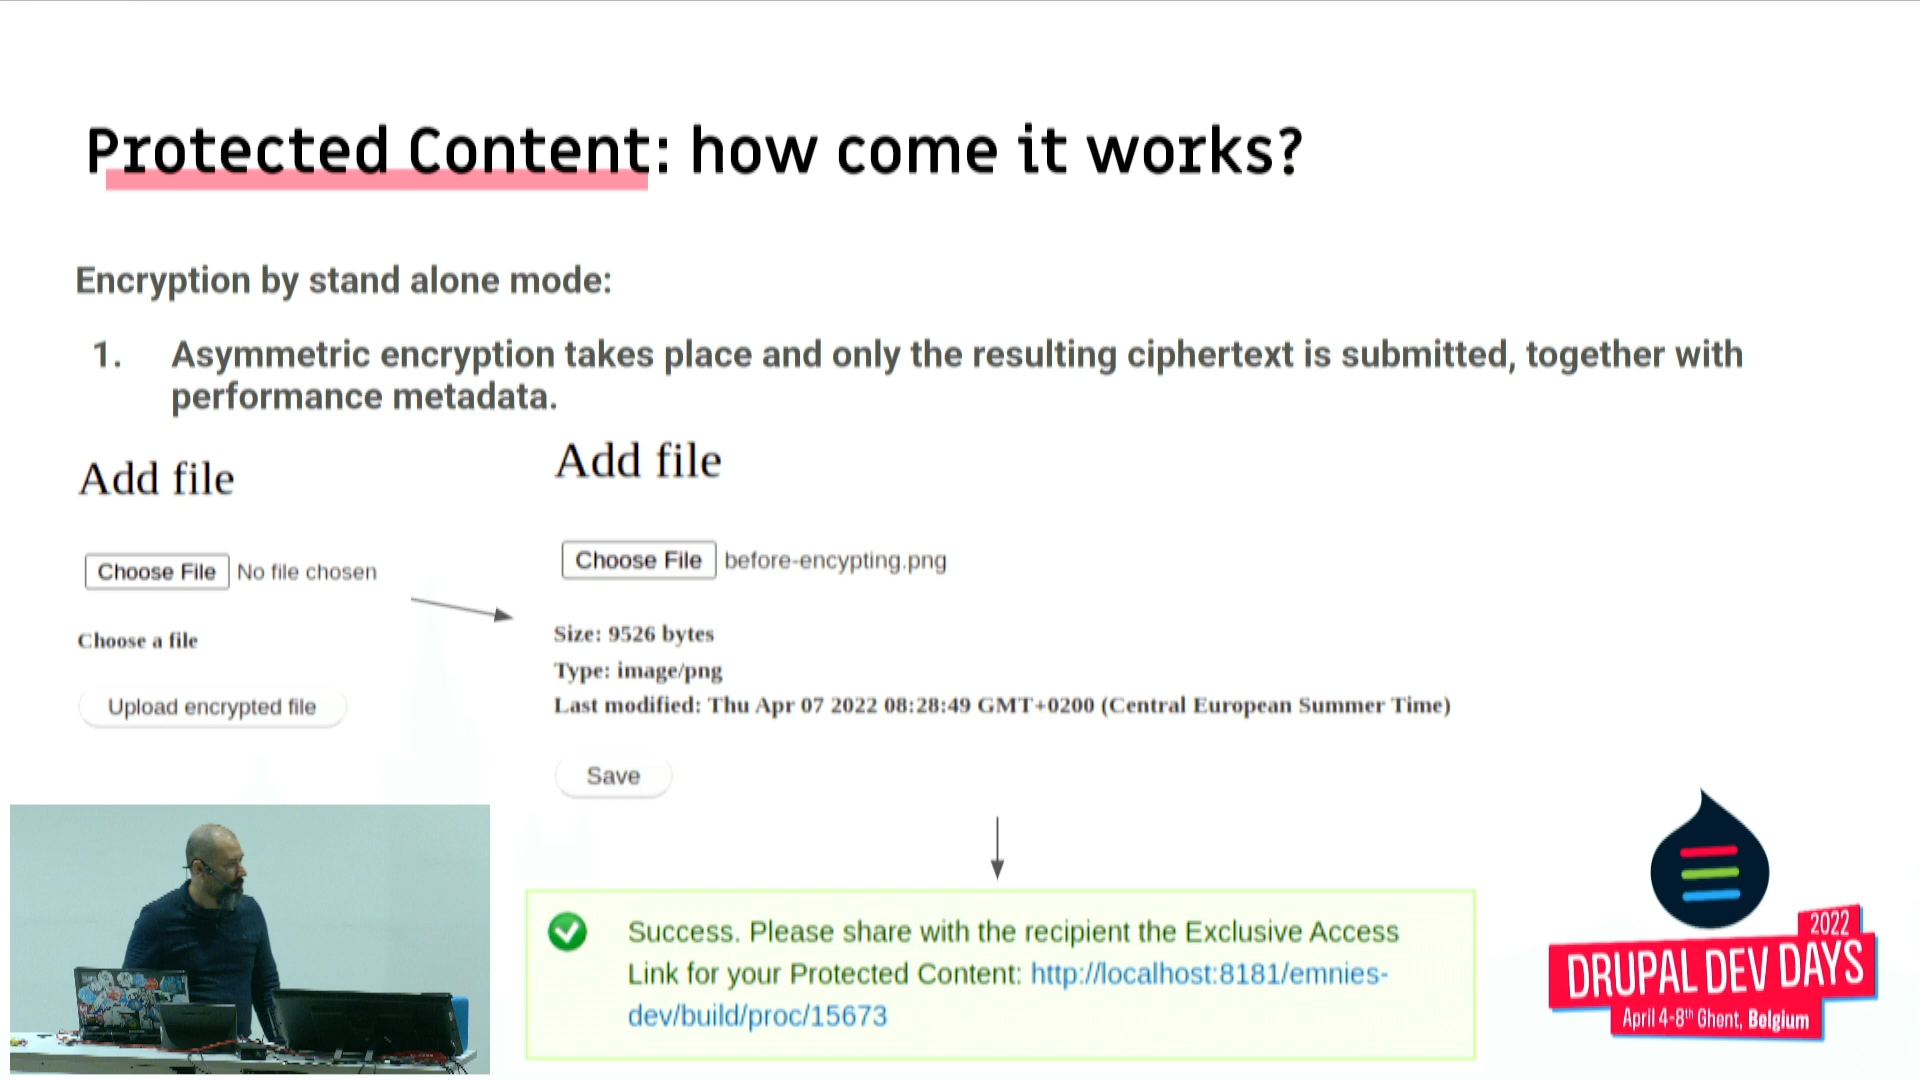 Protected Content: how come it works?
Encryption by stand alone mode:
1. Asymmetric encryption takes place and only the resulting ciphertext is submitted, together with
performance metadata.
Add file
Choose File No file chosen
Choose a file
Upload encrypted file
Add file
Choose File before-encypting.png
Size: 9526 bytes
Type: image/png
Last modified: Thu Apr 07 2022 08:28:49 GMT+0200 (Central European Summer Time)
Save
Success. Please share with the recipient the Exclusive Access
Link for your Protected Content: http://localhost:8181/emnies-
dev/build/proc/15673
2022
DRUPAL DEV DAYS
April 4-8th Ghent, Belgium